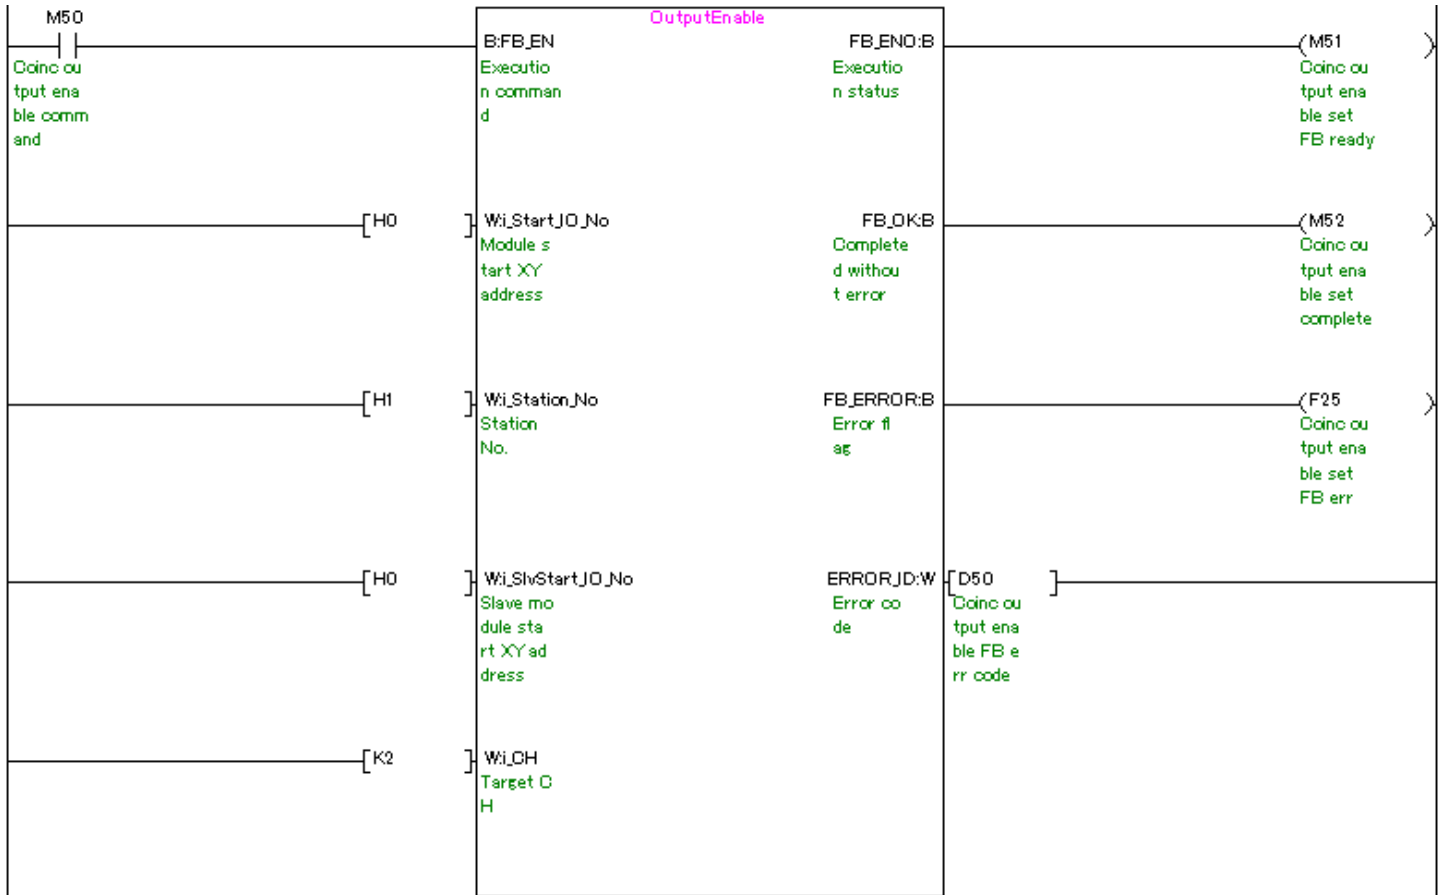 M50
OutputEnable
B:FB_EN
FB_ENO:B
M51
Coinc ou
tput ena
ble comm
and
Executio
n comman
d
Executio
n status
Coinc ou
tput ena
ble set
FB ready
H0
W:i_Start_IO_No
FB_OK:B
M52
Module s
tart XY
address
Complete
d withou
t error
Coinc ou
tput ena
ble set
complete
H1
W:i_Station_No
FB_ERROR:B
F25
Station
No.
Error fl
ag
Coinc ou
tput ena
ble set
FB err
H0
W:i_SlvStart_IO_No
ERROR_ID:W
D50
Slave mo
dule sta
rt XY ad
dress
Error co
de
Coinc ou
tput ena
ble FB e
rr code
K2
W:i_CH
Target C
H